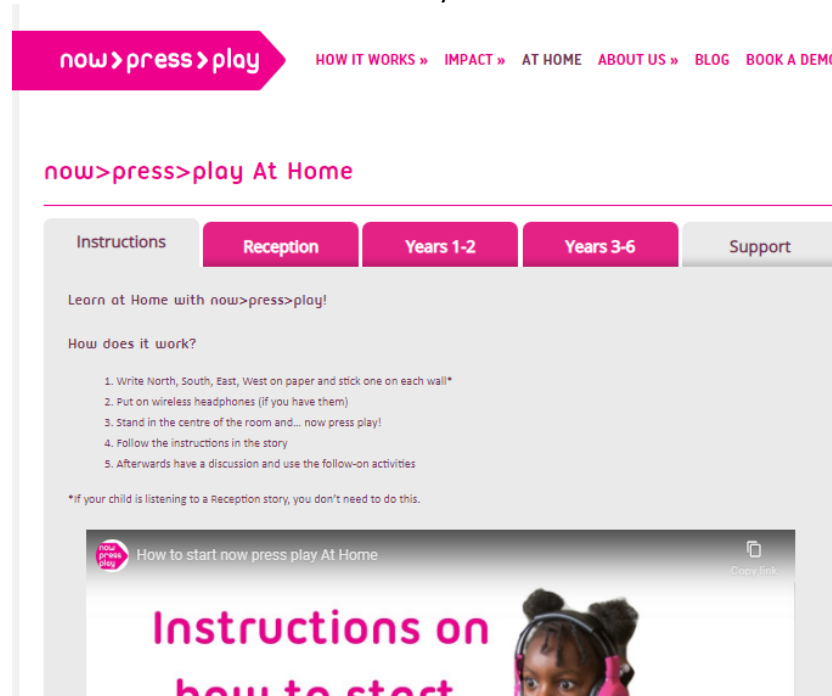 now>press>play HOW IT WORKS » IMPACT » AT HOME ABOUT US » BLOG BOOK A DEMO
now>press>play At Home
Instructions Reception Years 1-2 Years 3-6 Support
Learn at Home with now>press>play!
How does it work?
1. Write North, South, East, West on paper and stick one on each wall*
2. Put on wireless headphones (if you have them)
3. Stand in the centre of the room and... now press play!
4. Follow the instructions in the story
5. Afterwards have a discussion and use the follow-on activities
*If your child is listening to a Reception story, you don't need to do this.
now press play How to start now press play At Home
Copy link
Instructions on
how to start